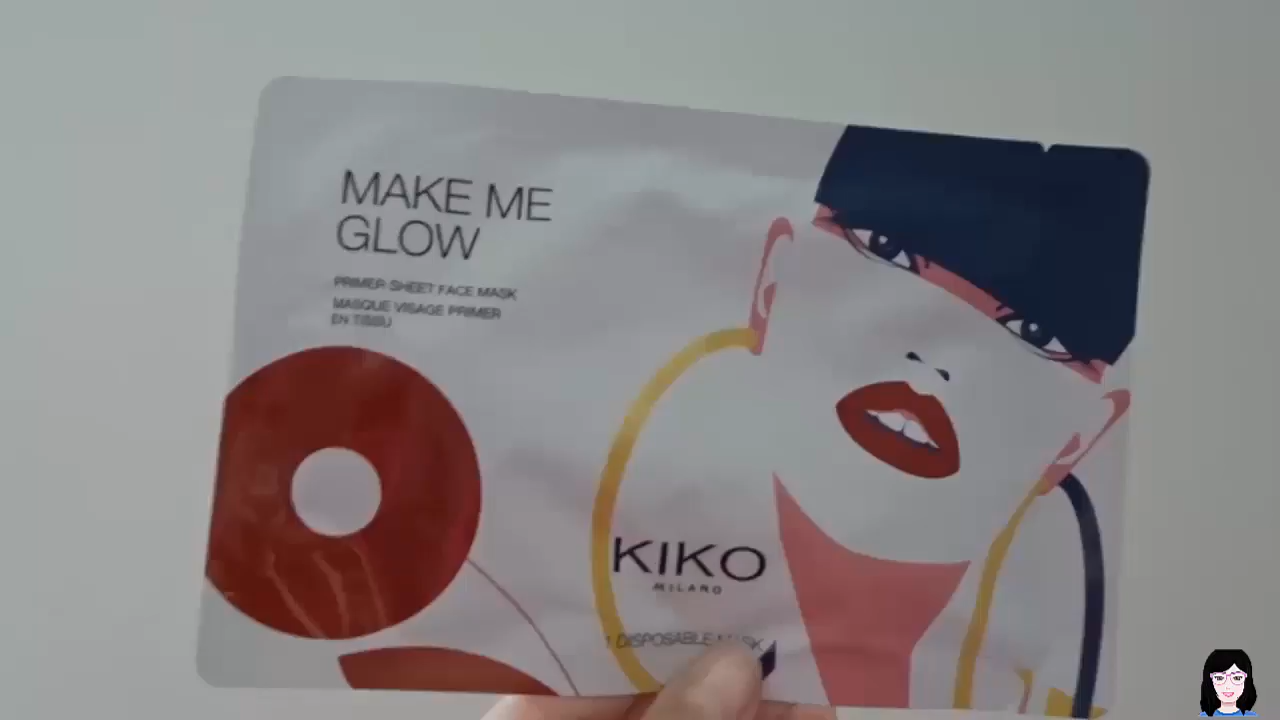 MAKE ME
GLOW
PRIMER SHEET FACE MASK
MASQUE VISAGE PRIMER
EN TISSU
KIKO
MILANO
1 DISPOSABLE MASK